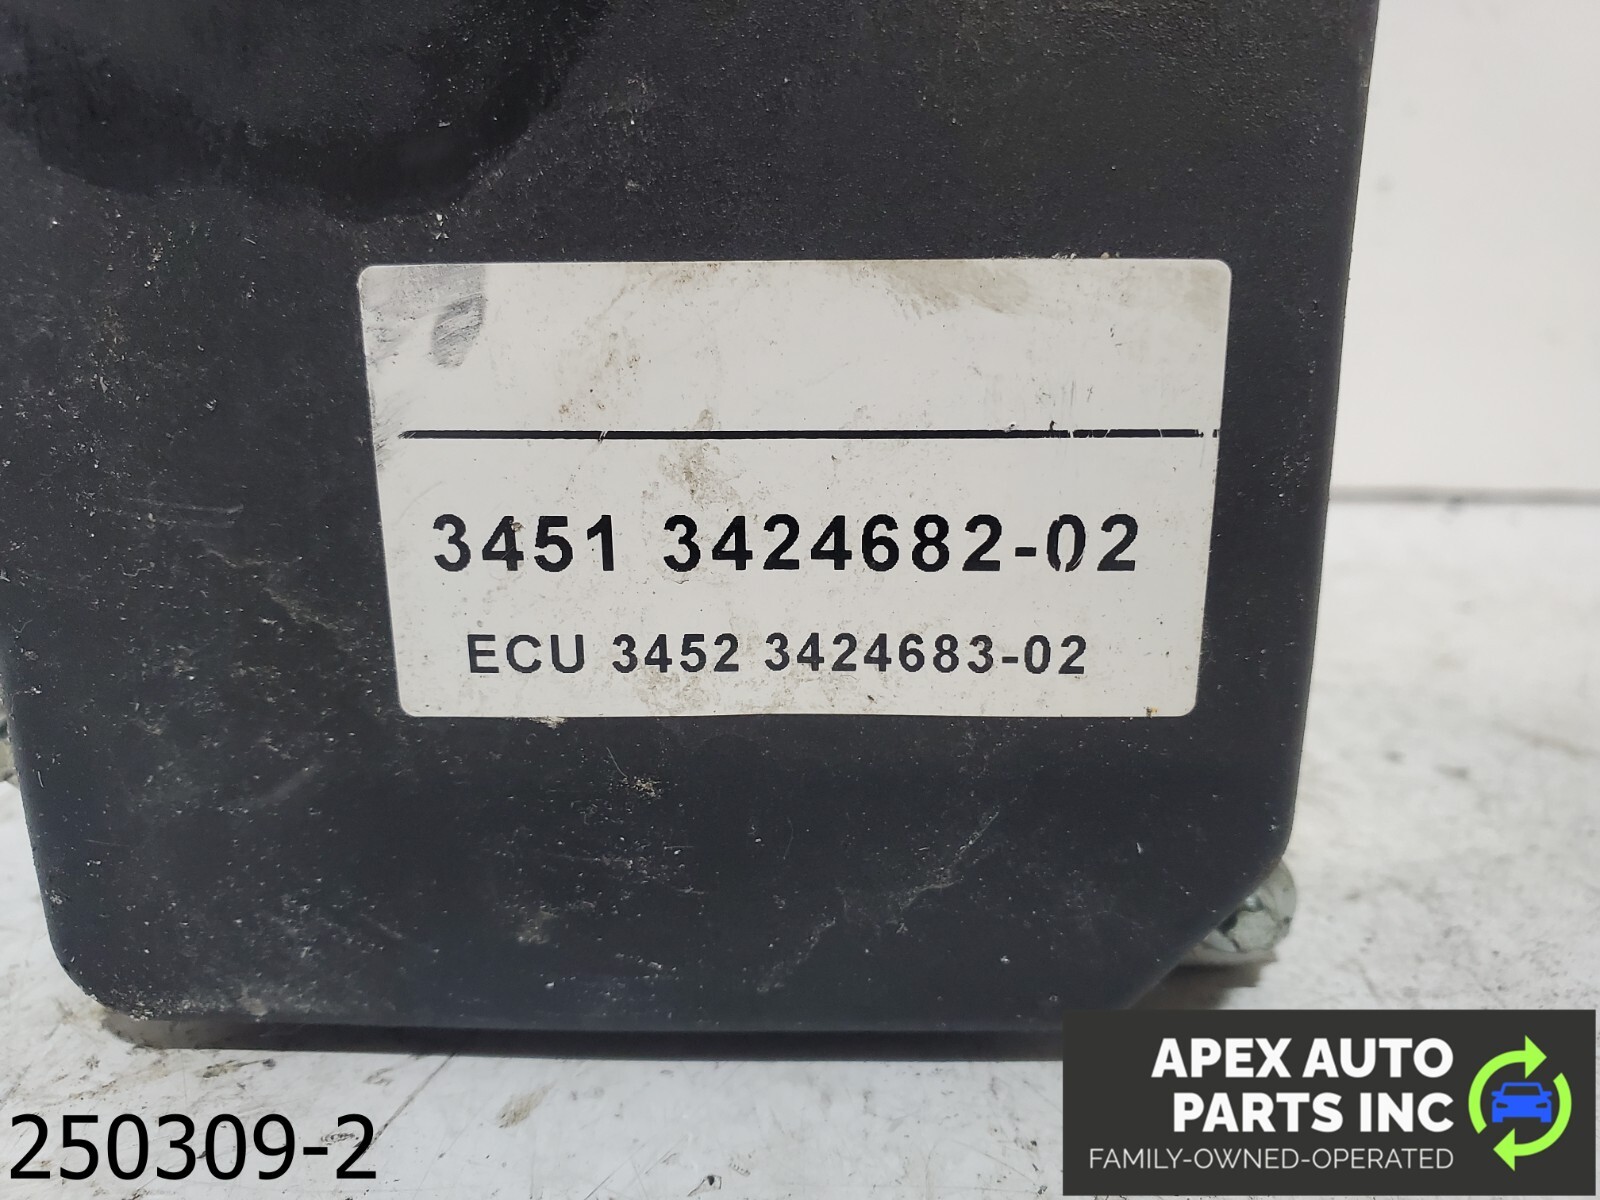 3451 3424682-02
ECU 3452 3424683-02
250309-2
APEX AUTO
PARTS INC
FAMILY-OWNED-OPERATED